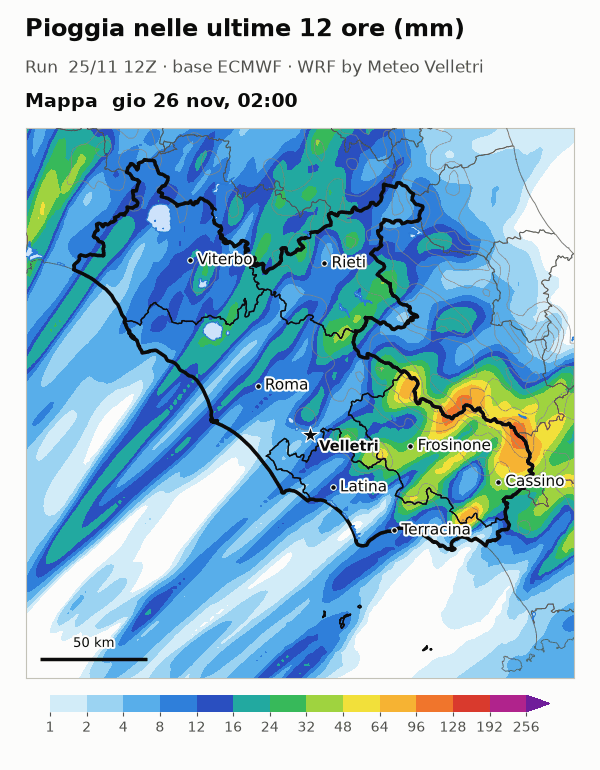 Pioggia nelle ultime 12 ore (mm)
Run  25/11 12Z · base ECMWF · WRF by Meteo Velletri
Mappa  gio 26 nov, 02:00
Viterbo
Rieti
Roma
Velletri
Frosinone
Latina
Cassino
Terracina
50 km
1 2 4 8 12 16 24 32 48 64 96 128 192 256